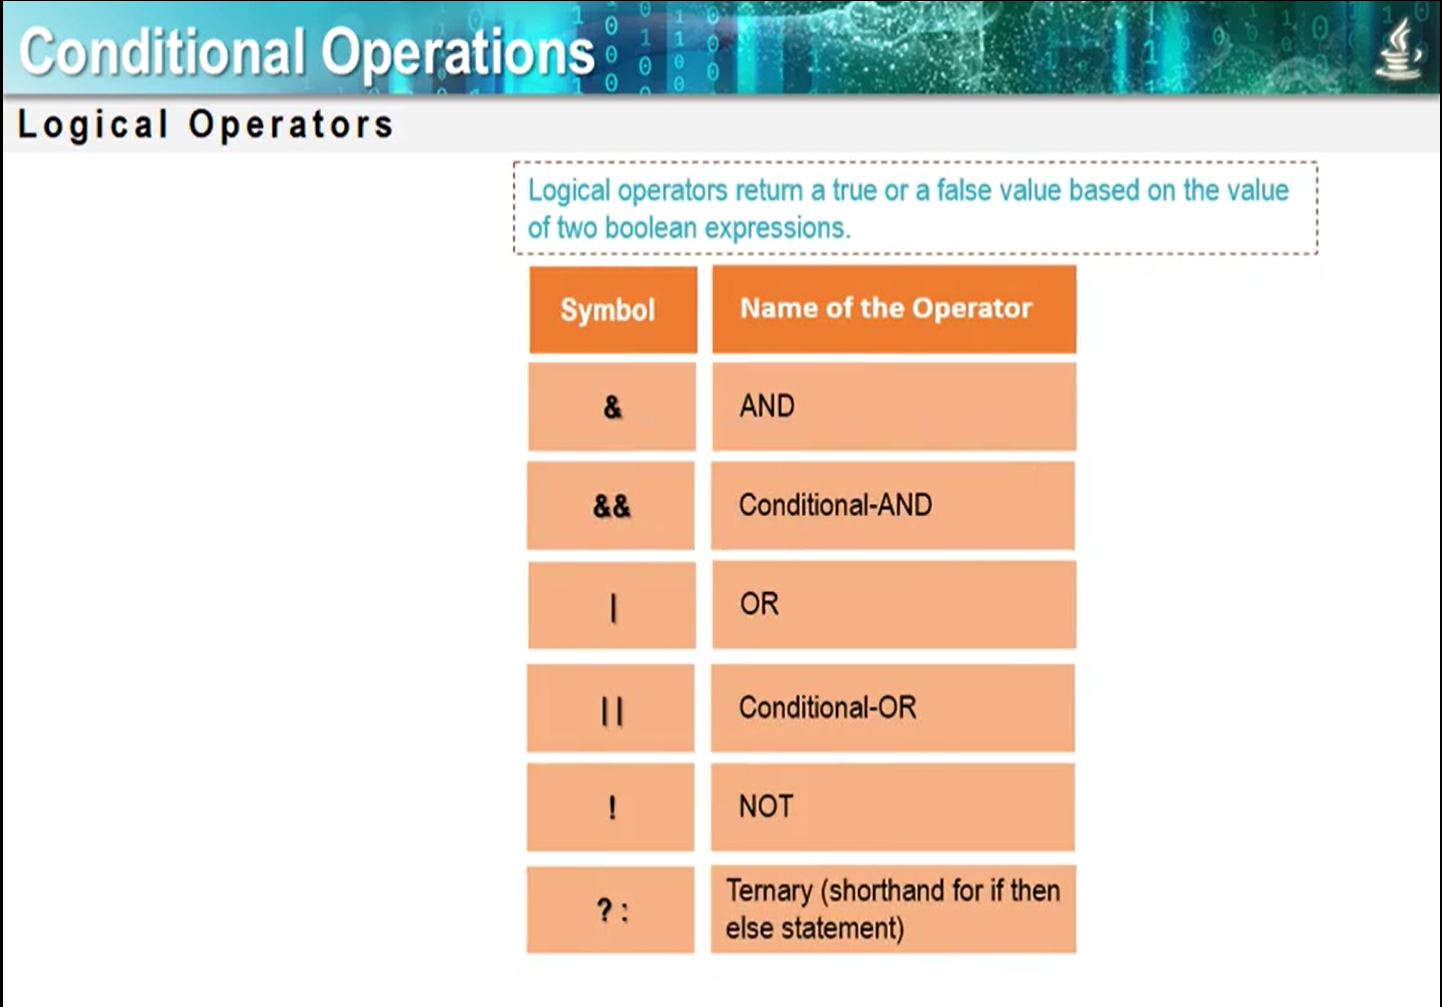 Conditional Operations
Logical Operators
Logical operators return a true or a false value based on the value
of two boolean expressions.
Symbol Name of the Operator
& AND
&& Conditional-AND
| OR
|| Conditional-OR
! NOT
? : Ternary (shorthand for if then
else statement)